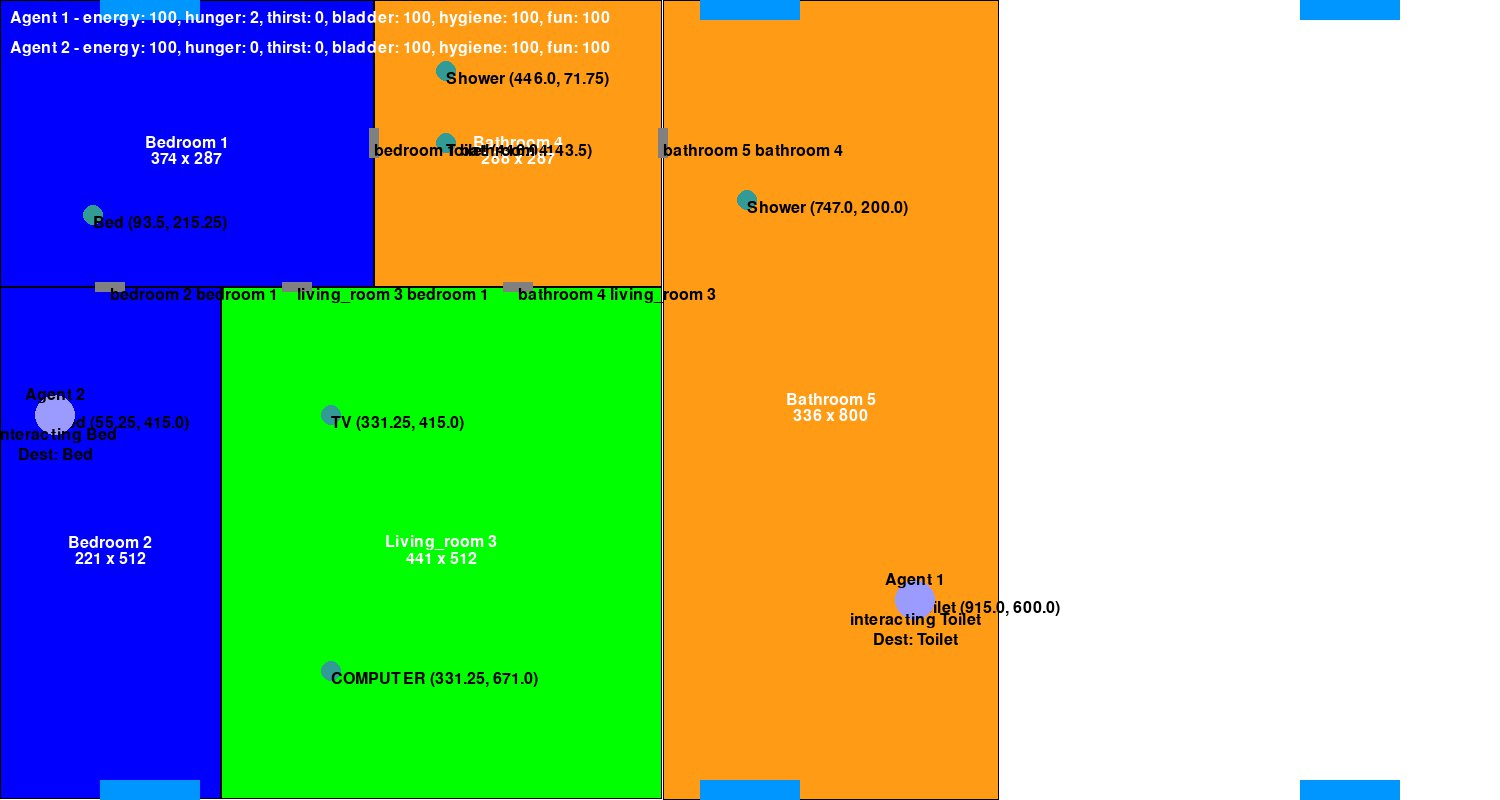 Agent 1 - energy: 100, hunger: 2, thirst: 0, bladder: 100, hygiene: 100, fun: 100
Agent 2 - energy: 100, hunger: 0, thirst: 0, bladder: 100, hygiene: 100, fun: 100
Shower (446.0, 71.75)
Bedroom 1
374 x 287
Bathroom 4
288 x 287
bedroom 1 bathroom 4
143.5)
bathroom 5 bathroom 4
Shower (747.0, 200.0)
Bed (93.5, 215.25)
bedroom 2 bedroom 1
living_room 3 bedroom 1
bathroom 4 living_room 3
Agent 2
(55.25, 415.0)
interacting Bed
Dest: Bed
TV (331.25, 415.0)
Bathroom 5
336 x 800
Bedroom 2
221 x 512
Living_room 3
441 x 512
Agent 1
(915.0, 600.0)
interacting Toilet
Dest: Toilet
COMPUTER (331.25, 671.0)